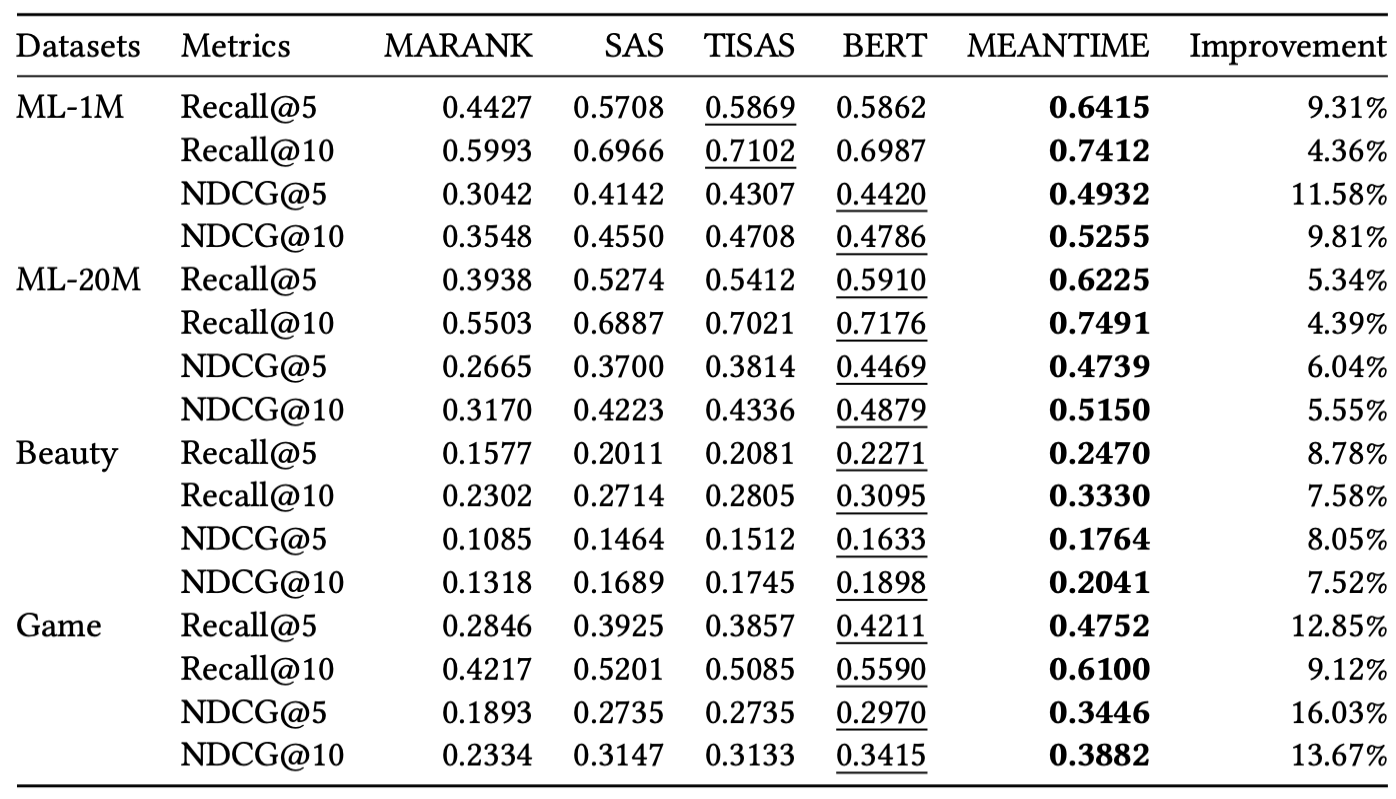 Datasets Metrics MARANK SAS TISAS BERT MEANTIME Improvement
ML-1M Recall@5 0.4427 0.5708 0.5869 0.5862 0.6415 9.31%
Recall@10 0.5993 0.6966 0.7102 0.6987 0.7412 4.36%
NDCG@5 0.3042 0.4142 0.4307 0.4420 0.4932 11.58%
NDCG@10 0.3548 0.4550 0.4708 0.4786 0.5255 9.81%
ML-20M Recall@5 0.3938 0.5274 0.5412 0.5910 0.6225 5.34%
Recall@10 0.5503 0.6887 0.7021 0.7176 0.7491 4.39%
NDCG@5 0.2665 0.3700 0.3814 0.4469 0.4739 6.04%
NDCG@10 0.3170 0.4223 0.4336 0.4879 0.5150 5.55%
Beauty Recall@5 0.1577 0.2011 0.2081 0.2271 0.2470 8.78%
Recall@10 0.2302 0.2714 0.2805 0.3095 0.3330 7.58%
NDCG@5 0.1085 0.1464 0.1512 0.1633 0.1764 8.05%
NDCG@10 0.1318 0.1689 0.1745 0.1898 0.2041 7.52%
Game Recall@5 0.2846 0.3925 0.3857 0.4211 0.4752 12.85%
Recall@10 0.4217 0.5201 0.5085 0.5590 0.6100 9.12%
NDCG@5 0.1893 0.2735 0.2735 0.2970 0.3446 16.03%
NDCG@10 0.2334 0.3147 0.3133 0.3415 0.3882 13.67%